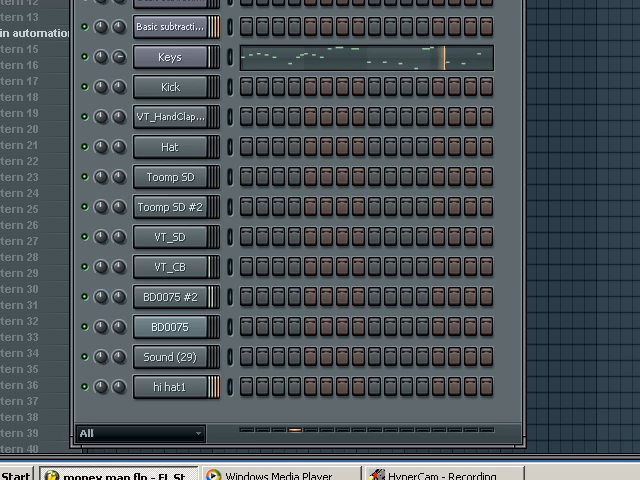 in automation
tern 15
tern 16
tern 17
tern 18
tern 19
tern 20
tern 21
tern 22
tern 23
tern 24
tern 25
tern 26
tern 27
tern 28
tern 29
tern 30
tern 31
tern 32
tern 33
tern 34
tern 35
tern 36
tern 37
tern 38
tern 39
tern 40
Basic subtracti...
Keys
Kick
VT_HandClap...
Hat
Toomp SD
Toomp SD #2
VT_SD
VT_CB
BD0075 #2
BD0075
Sound (29)
hi hat1
All
Start
money man flp - FL St
Windows Media Player
HyperCam - Recording